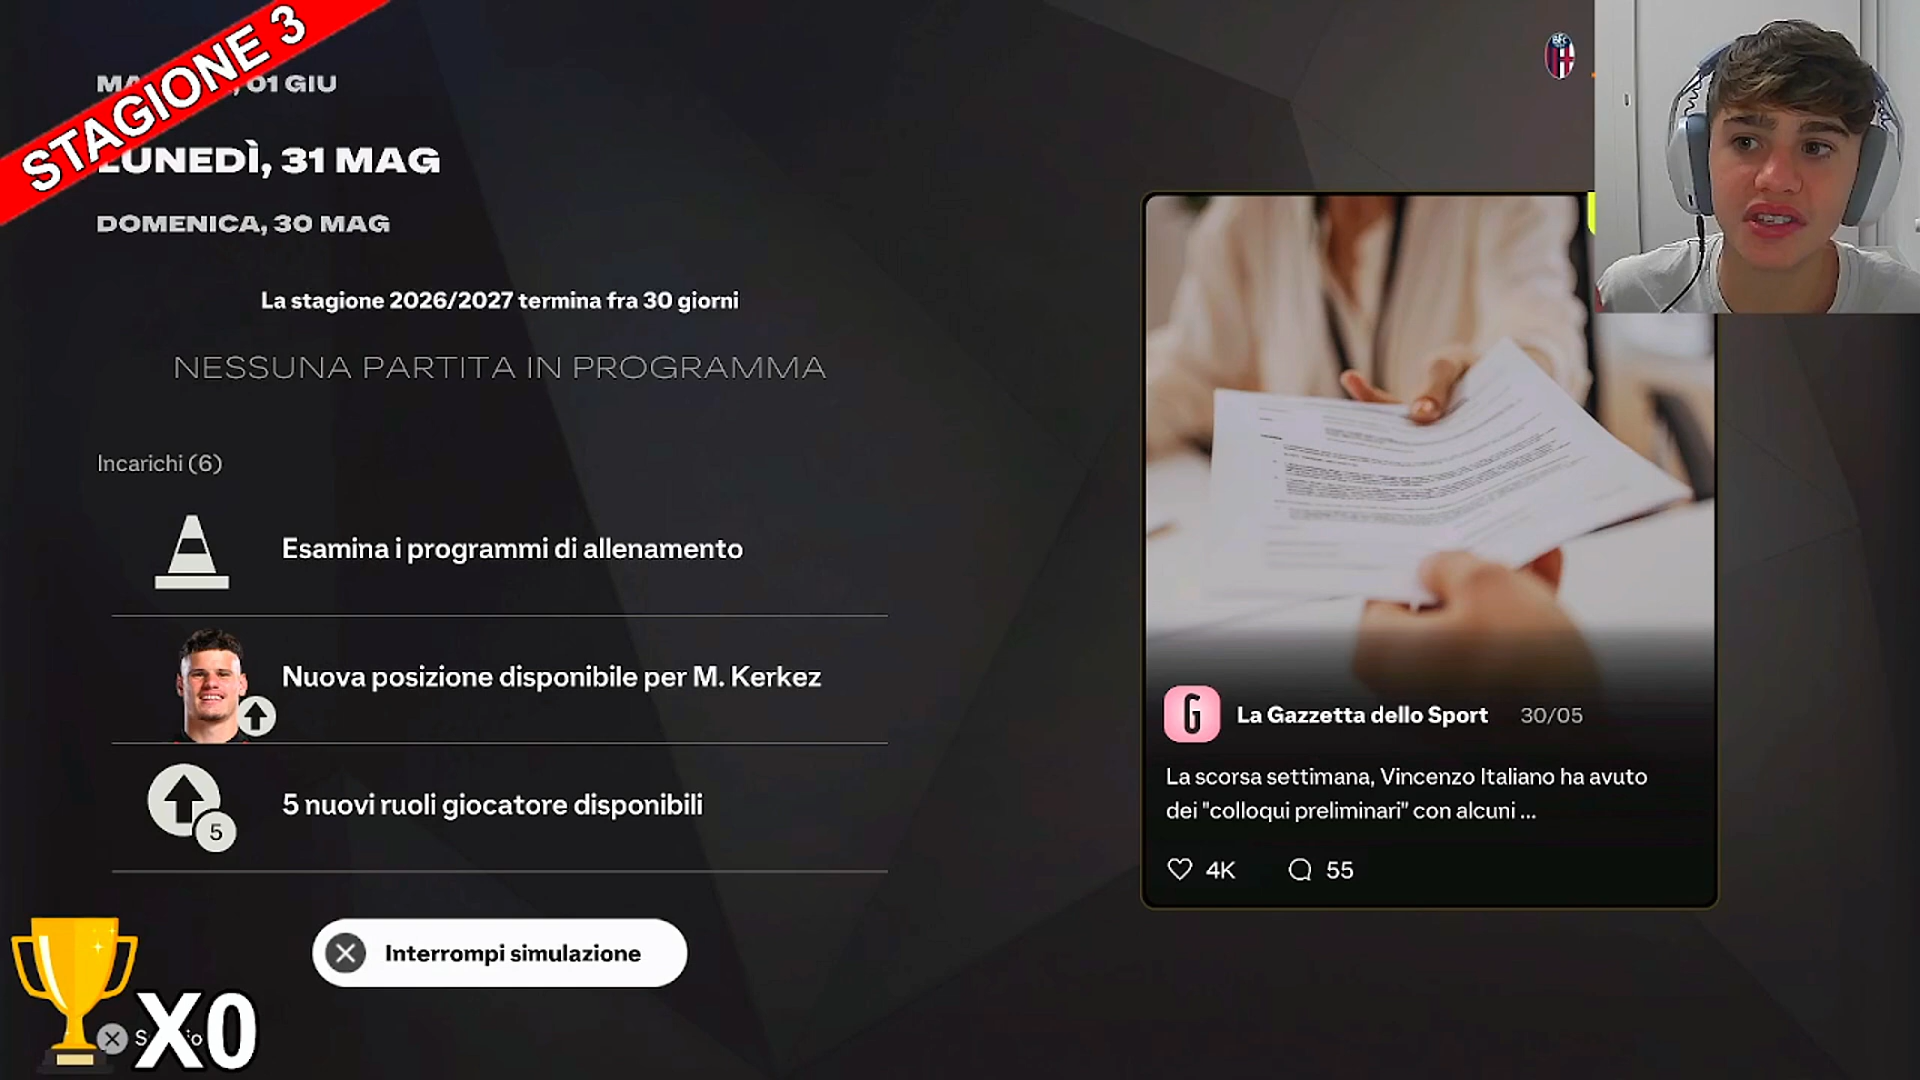 STAGIONE 3
01 GIU
LUNEDÌ, 31 MAG
DOMENICA, 30 MAG
La stagione 2026/2027 termina fra 30 giorni
NESSUNA PARTITA IN PROGRAMMA
Incarichi (6)
Esamina i programmi di allenamento
Nuova posizione disponibile per M. Kerkez
5 nuovi ruoli giocatore disponibili
5
Interrompi simulazione
X0
BFC
G
La Gazzetta dello Sport 30/05
La scorsa settimana, Vincenzo Italiano ha avuto
dei "colloqui preliminari" con alcuni ...
4K 55